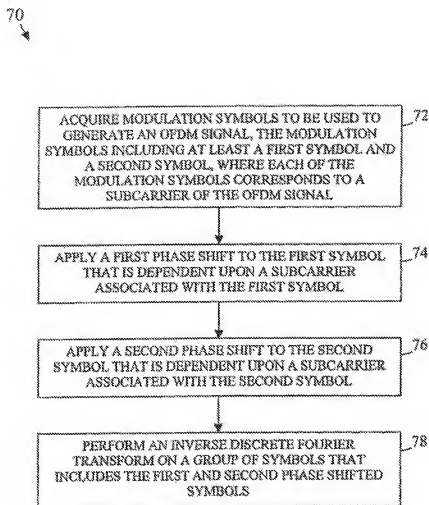 70
ACQUIRE MODULATION SYMBOLS TO BE USED TO
GENERATE AN OFDM SIGNAL, THE MODULATION
SYMBOLS INCLUDING AT LEAST A FIRST SYMBOL AND
A SECOND SYMBOL, WHERE EACH OF THE
MODULATION SYMBOLS CORRESPONDS TO A
SUBCARRIER OF THE OFDM SIGNAL
72
APPLY A FIRST PHASE SHIFT TO THE FIRST SYMBOL
THAT IS DEPENDENT UPON A SUBCARRIER
ASSOCIATED WITH THE FIRST SYMBOL
74
APPLY A SECOND PHASE SHIFT TO THE SECOND
SYMBOL THAT IS DEPENDENT UPON A SUBCARRIER
ASSOCIATED WITH THE SECOND SYMBOL
76
PERFORM AN INVERSE DISCRETE FOURIER
TRANSFORM ON A GROUP OF SYMBOLS THAT
INCLUDES THE FIRST AND SECOND PHASE SHIFTED
SYMBOLS
78